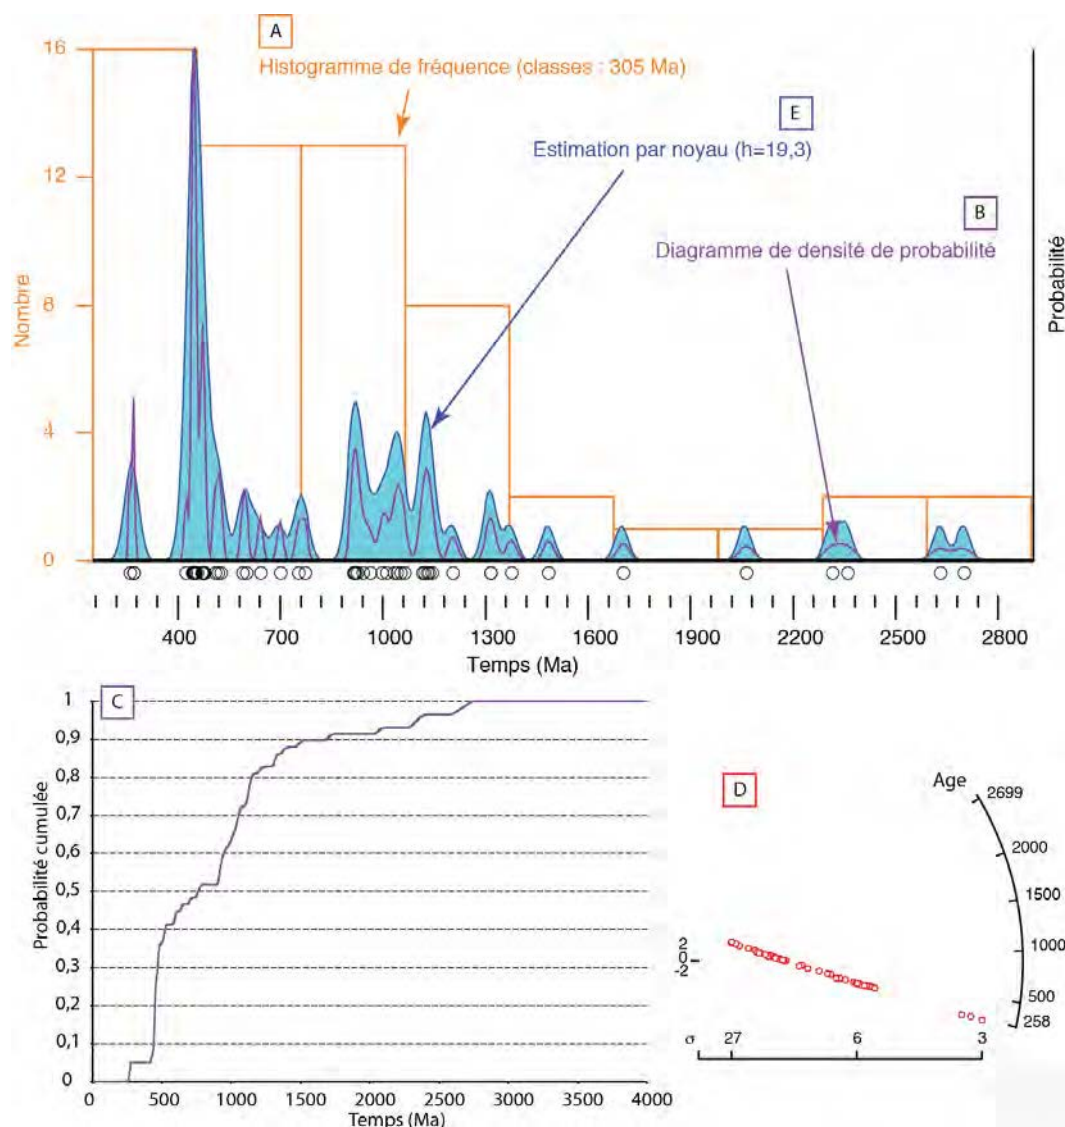 A
Histogramme de fréquence (classes : 305 Ma)
E
Estimation par noyau (h=19,3)
B
Diagramme de densité de probabilité
Nombre
16
12
8
4
0
Probabilité
400 700 1000 1300 1600 1900 2200 2500 2800
Temps (Ma)
C
Probabilité cumulée
1
0,9
0,8
0,7
0,6
0,5
0,4
0,3
0,2
0,1
0
0 500 1000 1500 2000 2500 3000 3500 4000
Temps (Ma)
D
Age
2699
2000
1500
1000
500
258
2
0
-2
σ 27 6 3